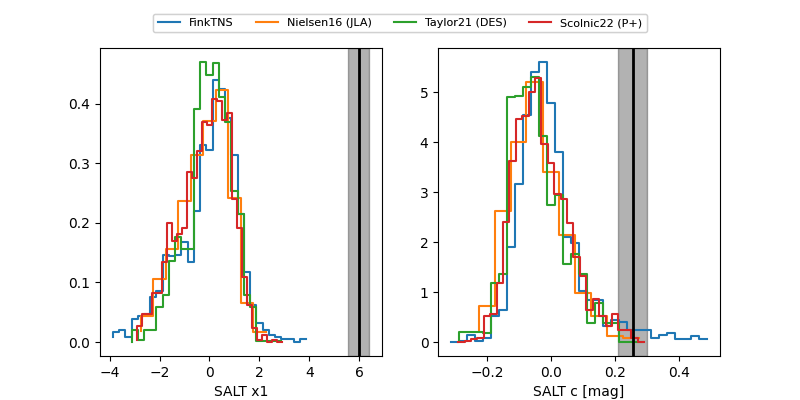 FinkTNS Nielsen16 (JLA) Taylor21 (DES) Scolnic22 (P+)
0.4
0.3
0.2
0.1
0.0
−4 −2 0 2 4 6
SALT x1
5
4
3
2
1
0
−0.2 0.0 0.2 0.4
SALT c [mag]